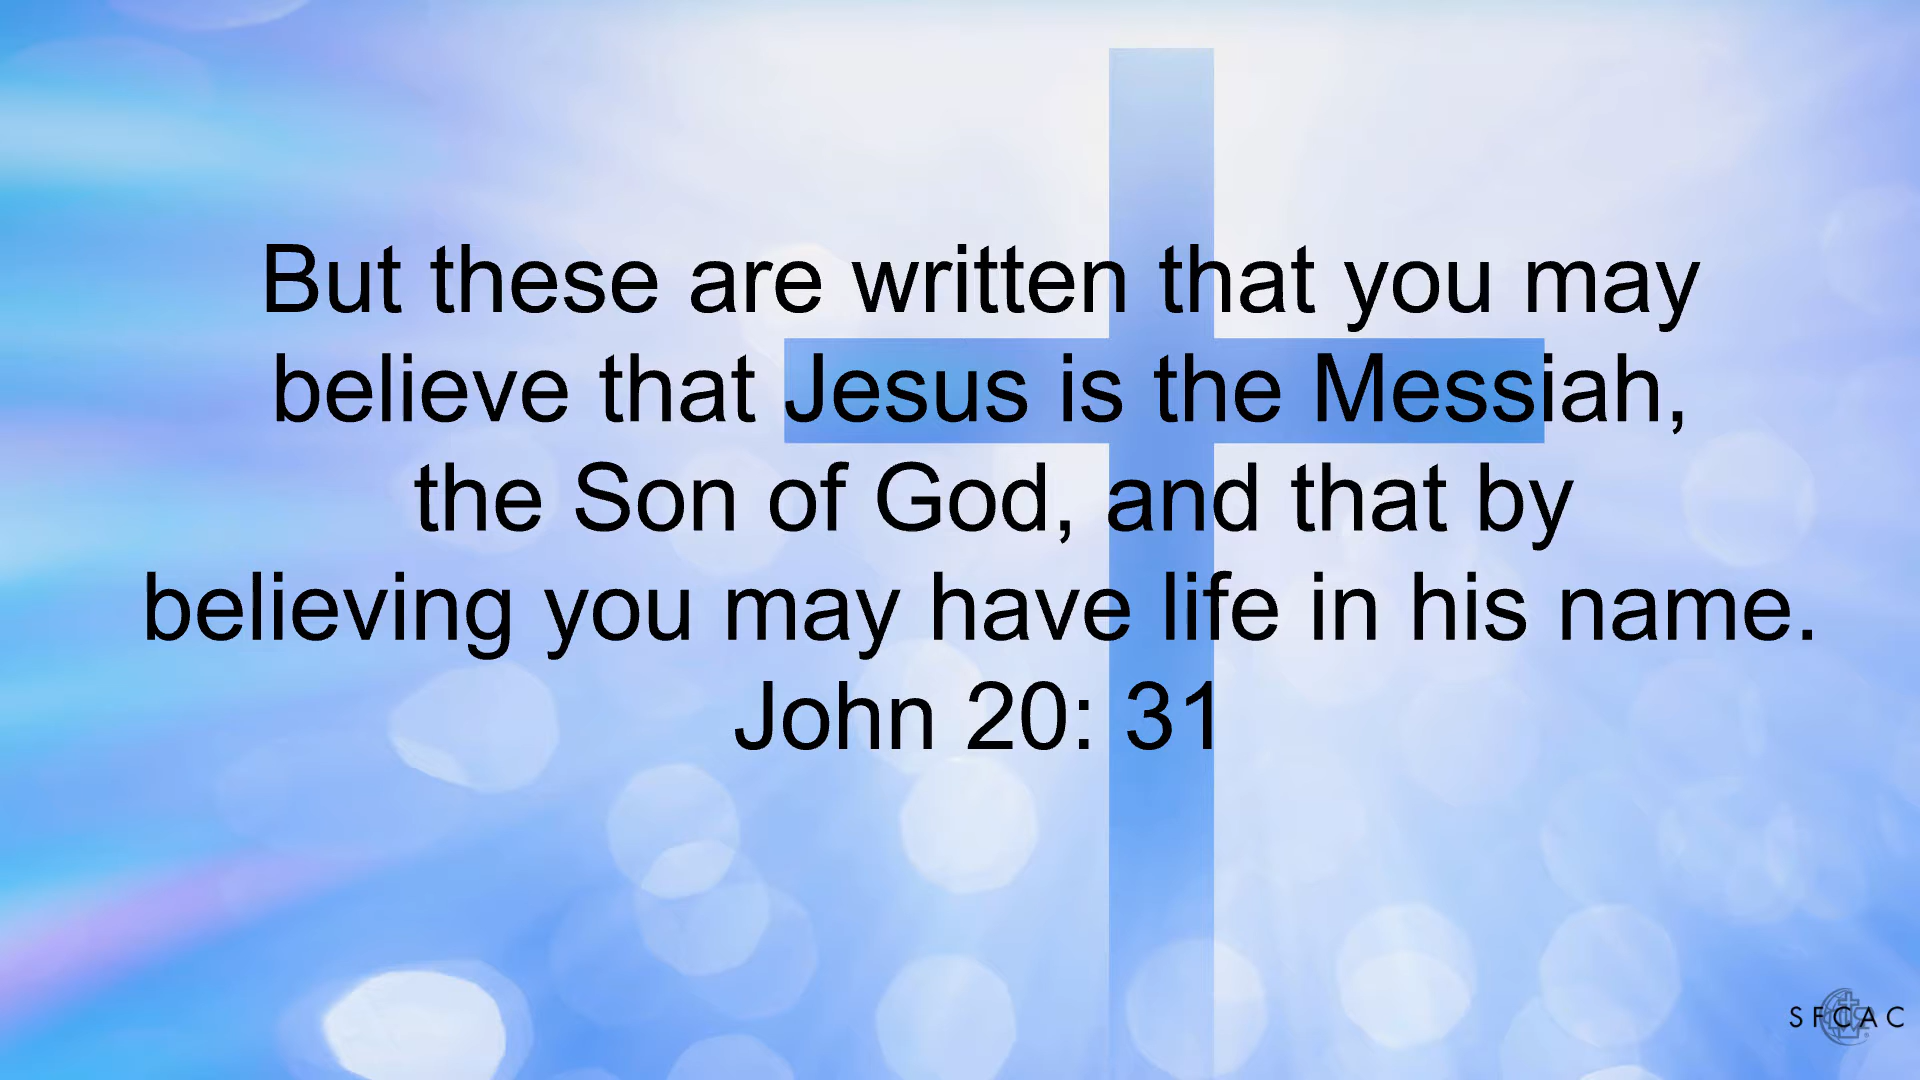 But these are written that you may
believe that Jesus is the Messiah,
the Son of God, and that by
believing you may have life in his name.
John 20: 31
SFCAC